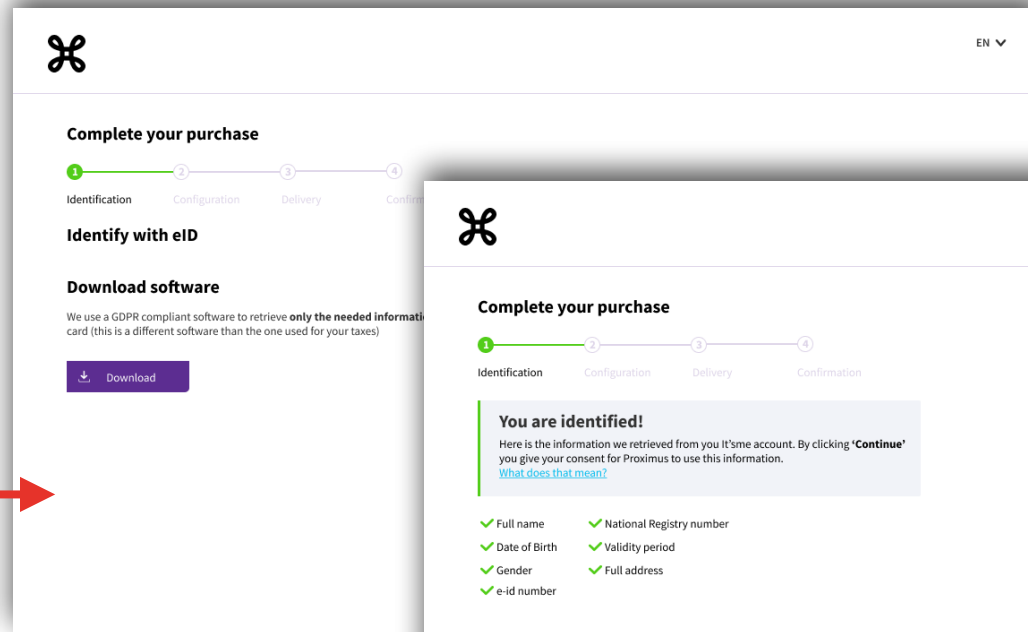 EN
Complete your purchase
1 2 3 4
Identification Configuration Delivery
Identify with eID
Download software
We use a GDPR compliant software to retrieve only the needed
card (this is a different software than the one used for your taxes)
Download
Complete your purchase
1 2 3 4
Identification Configuration Delivery Confirmation
You are identified!
Here is the information we retrieved from you It'sme account. By clicking ‘Continue’
you give your consent for Proximus to use this information.
What does that mean?
Full name National Registry number
Date of Birth Validity period
Gender Full address
e-id number